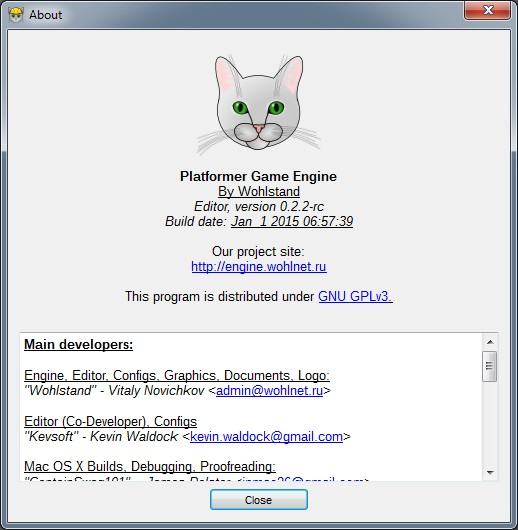 About
Platformer Game Engine
By Wohlstand
Editor, version 0.2.2-rc
Build date: Jan 1 2015 06:57:39
Our project site:
http://engine.wohlnet.ru
This program is distributed under GNU GPLv3.
Main developers:
Engine, Editor, Configs, Graphics, Documents, Logo:
"Wohlstand" - Vitaly Novichkov <admin@wohlnet.ru>
Editor (Co-Developer), Configs
"Kevsoft" - Kevin Waldock <kevin.waldock@gmail.com>
Mac OS X Builds, Debugging, Proofreading:
Close